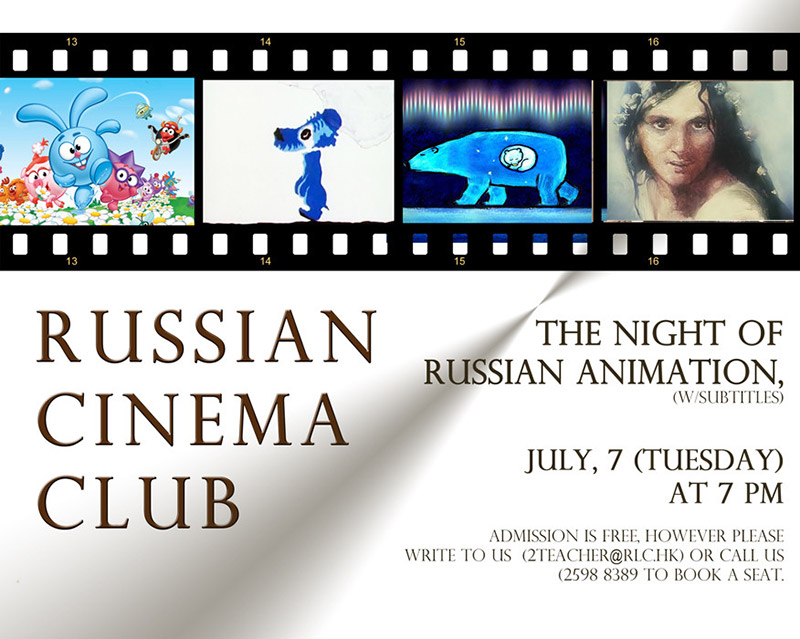 13 14 15 16
13 14 15 16
RUSSIAN
CINEMA
CLUB
THE NIGHT OF
RUSSIAN ANIMATION,
(W/SUBTITLES)
JULY, 7 (TUESDAY)
AT 7 PM
ADMISSION IS FREE, HOWEVER PLEASE
WRITE TO US (2TEACHER@RLC.HK) OR CALL US
(2598 8389 TO BOOK A SEAT.